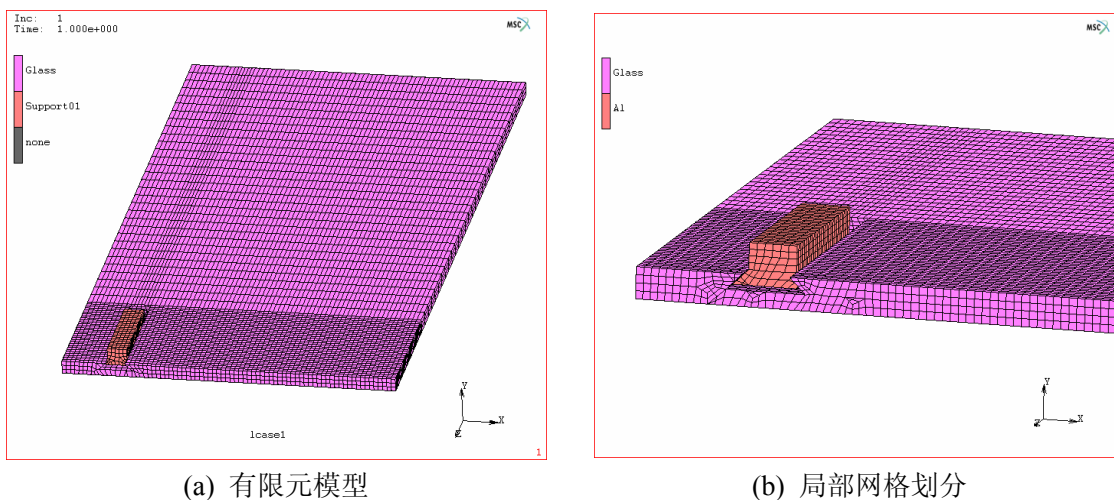 Inc: 1
Time: 1.000e+000
MSC
Glass
Support01
none
Y
X
Z
lcase1
1
MSC
Glass
Al
Y
X
Z
(a) 有限元模型
(b) 局部网格划分